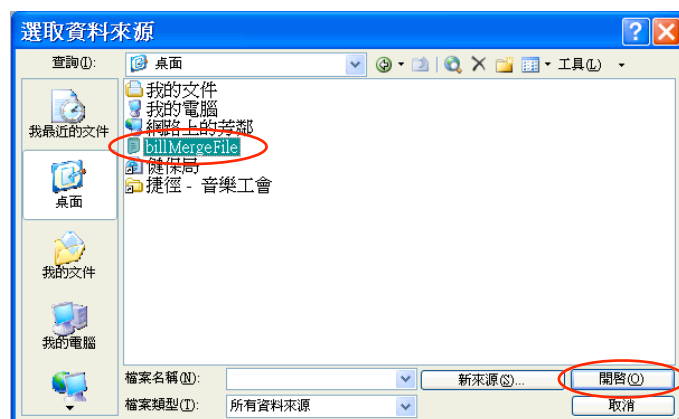 選取資料來源
查詢(I): 桌面 工具(L)
我的文件
我的電腦
網路上的芳鄰
billMergeFile
健保局
捷徑 - 音樂工會
我最近的文件
桌面
我的文件
我的電腦
檔案名稱(N): 新來源(S)... 開啓(O)
檔案類型(T): 所有資料來源 取消